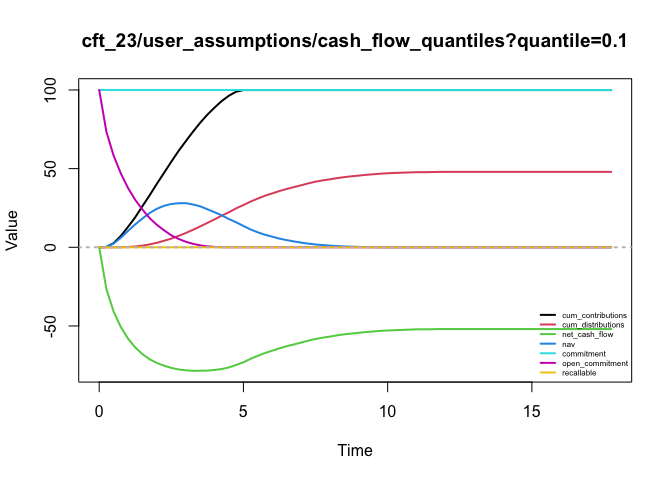 cft_23/user_assumptions/cash_flow_quantiles?quantile=0.1
100
50
0
-50
Value
cum_contributions
cum_distributions
net_cash_flow
nav
commitment
open_commitment
recallable
0 5 10 15
Time